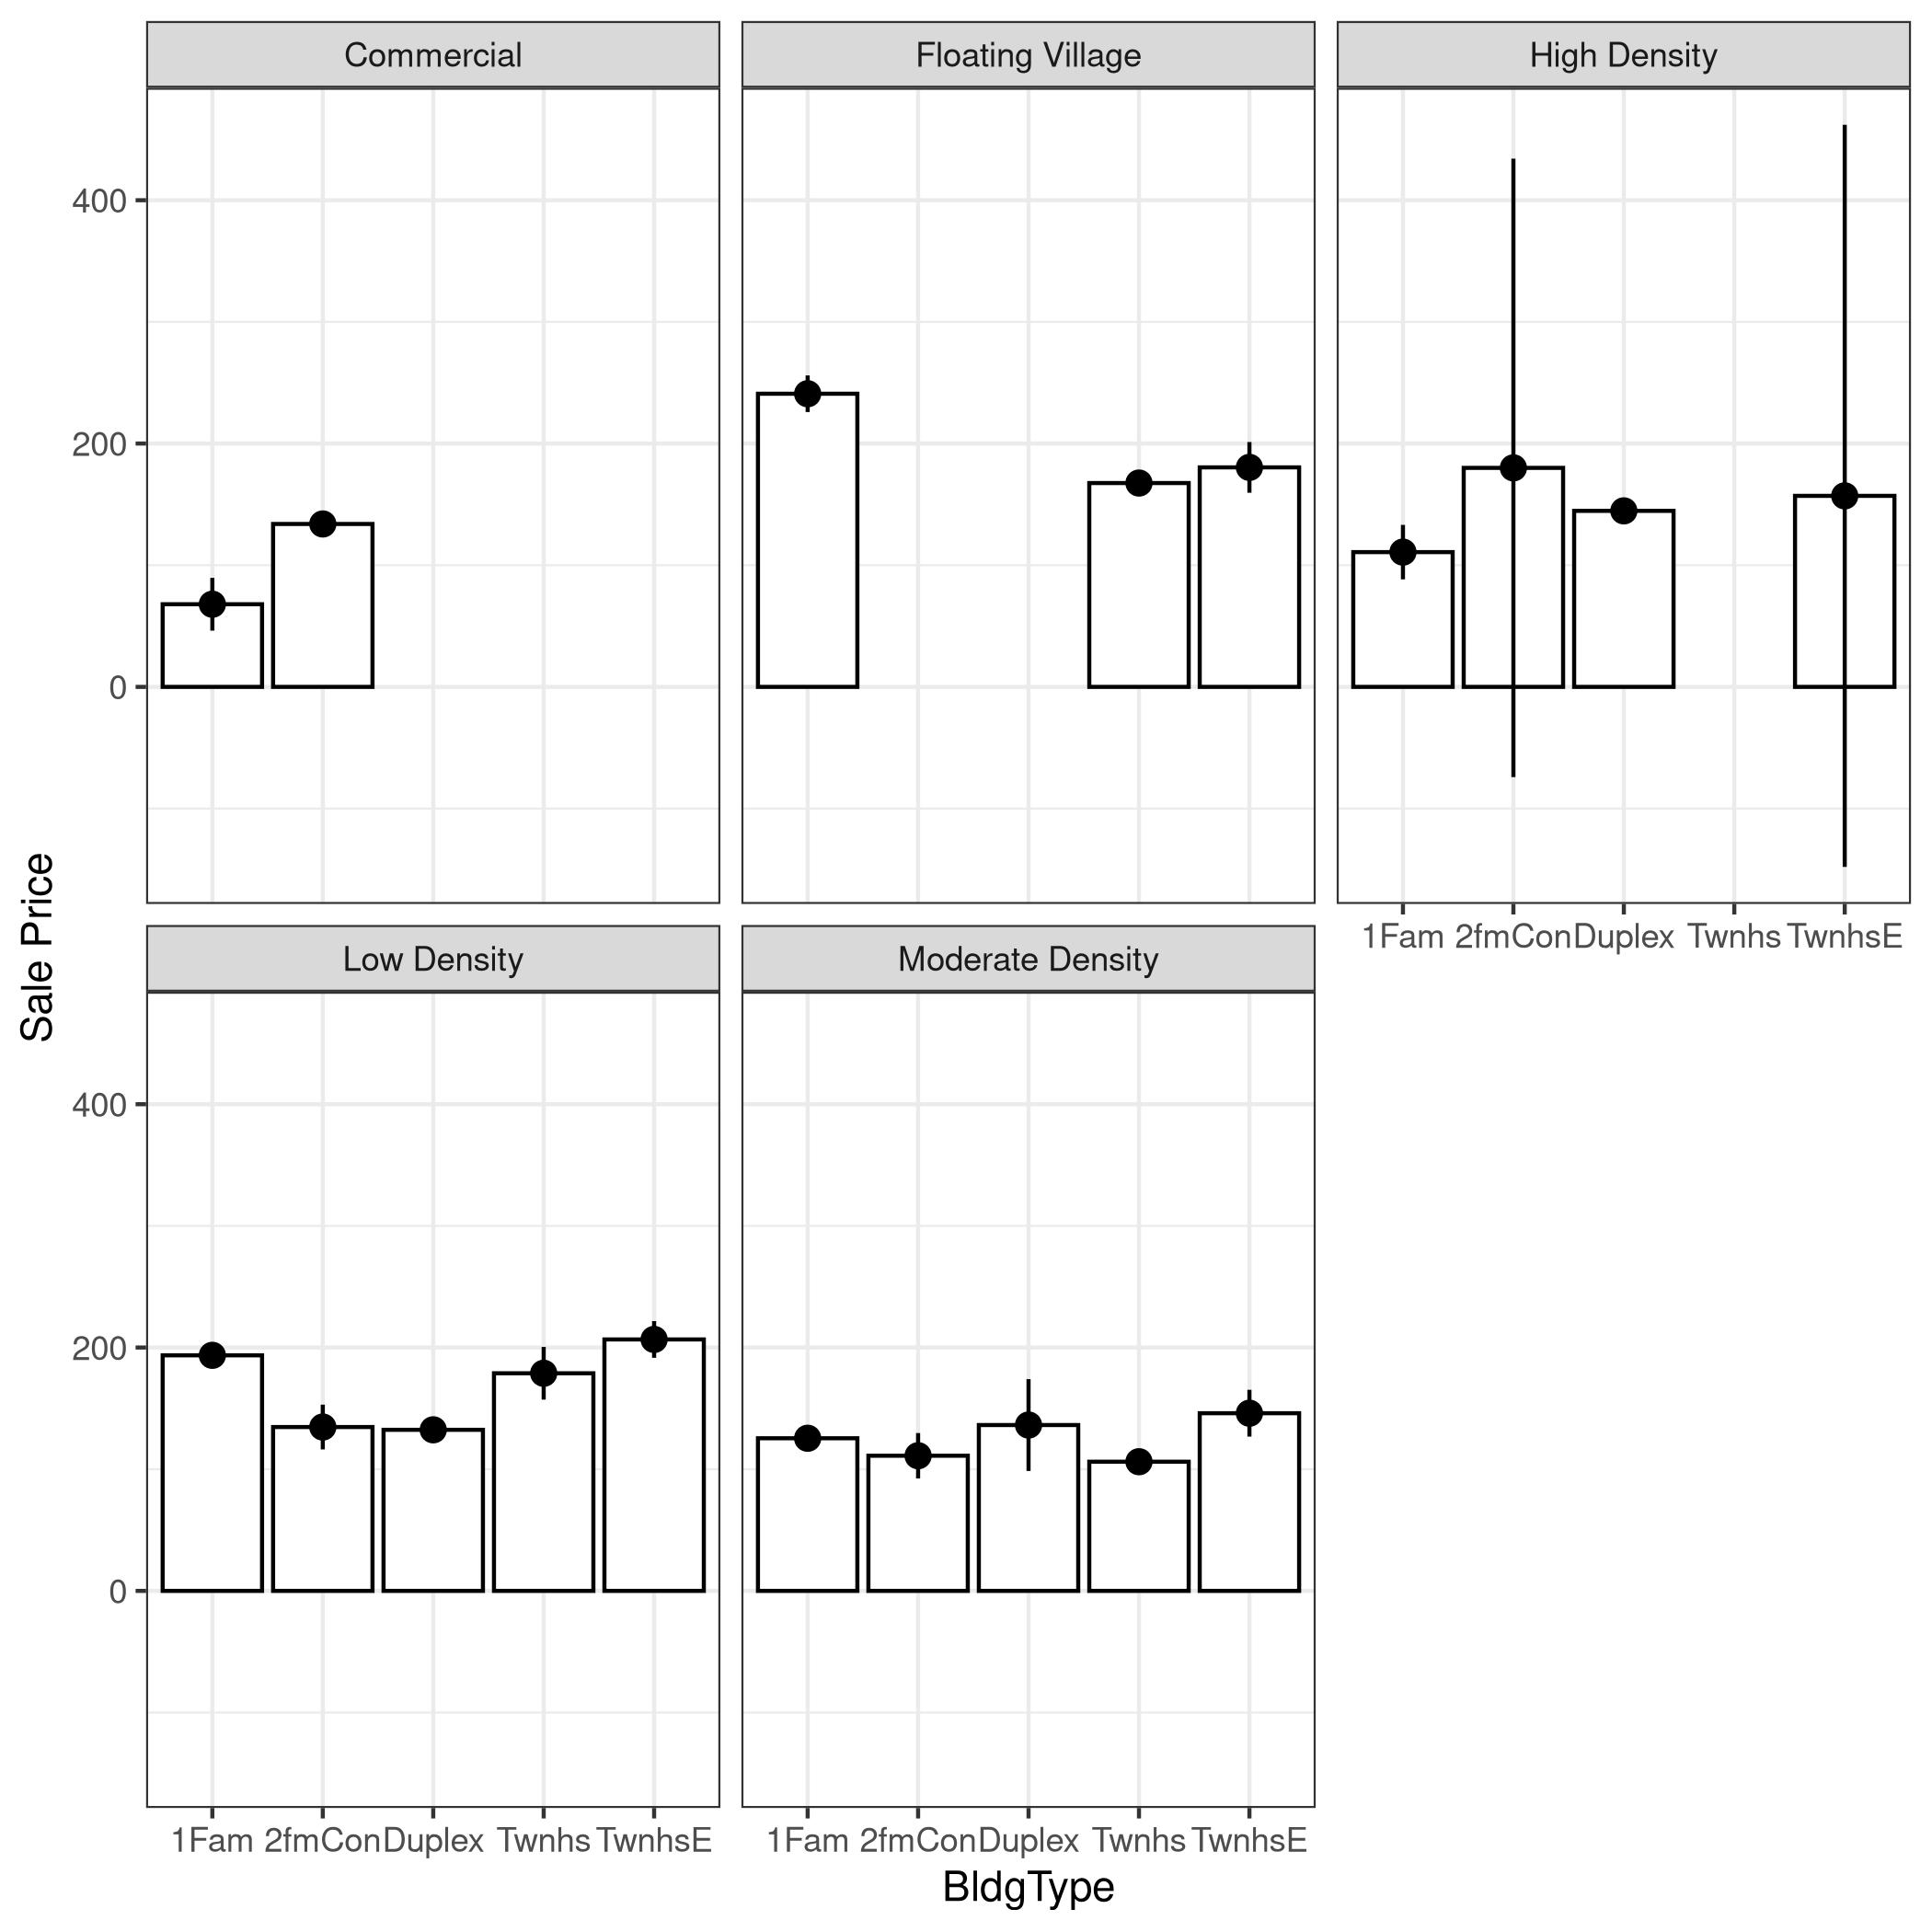 Commercial
Floating Village
High Density
400
200
0
1Fam 2fmCon Duplex Twnhs TwnhsE
Sale Price
Low Density
Moderate Density
400
200
0
1Fam 2fmCon Duplex Twnhs TwnhsE
1Fam 2fmCon Duplex Twnhs TwnhsE
BldgType